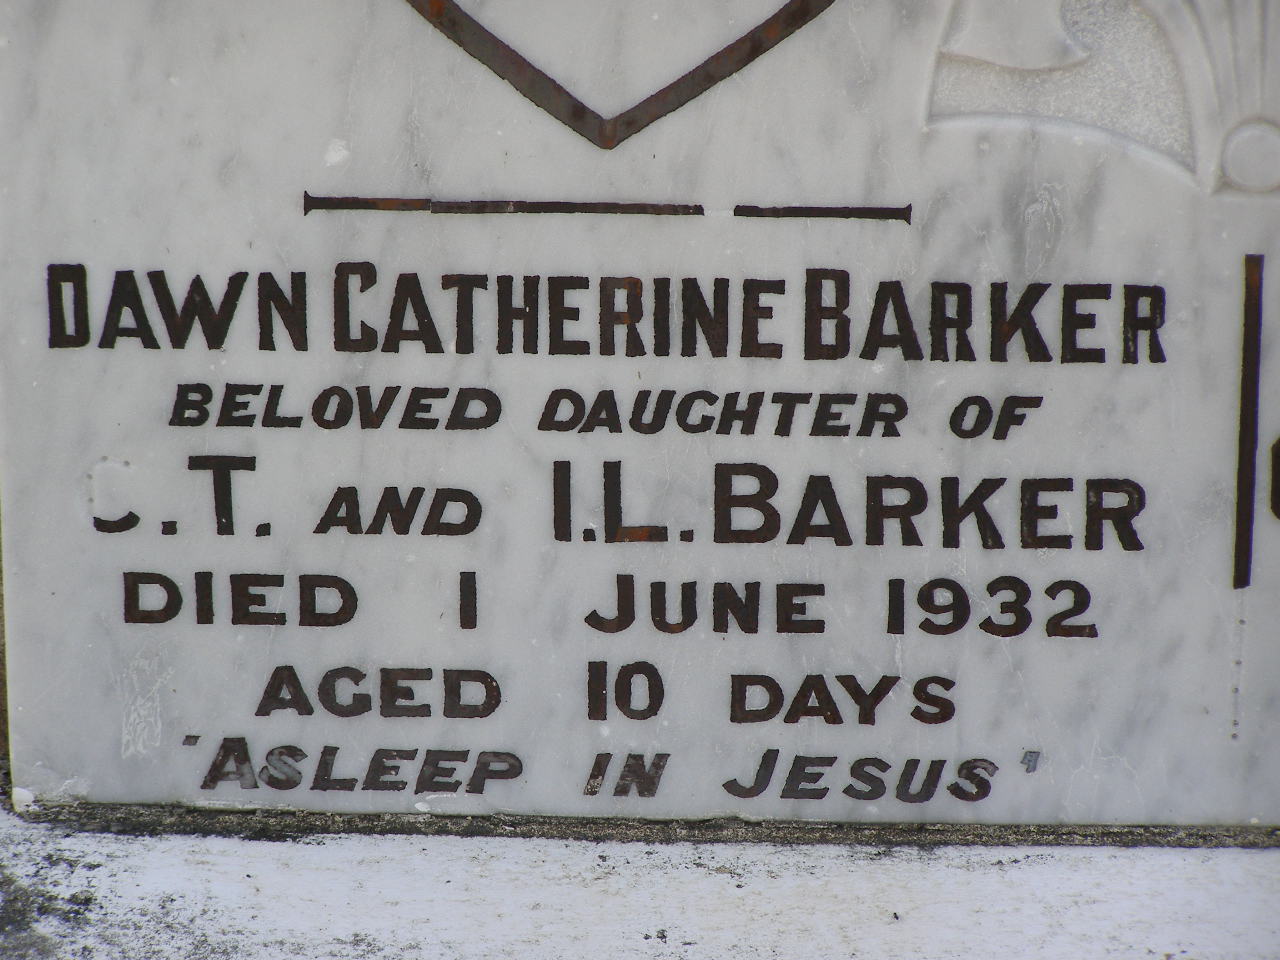 DAWN CATHERINE BARKER
BELOVED DAUGHTER OF
.T. AND I.L. BARKER
DIED 1 JUNE 1932
AGED 10 DAYS
"ASLEEP IN JESUS"